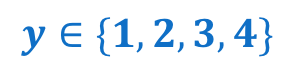 y ∈ {1, 2, 3, 4}